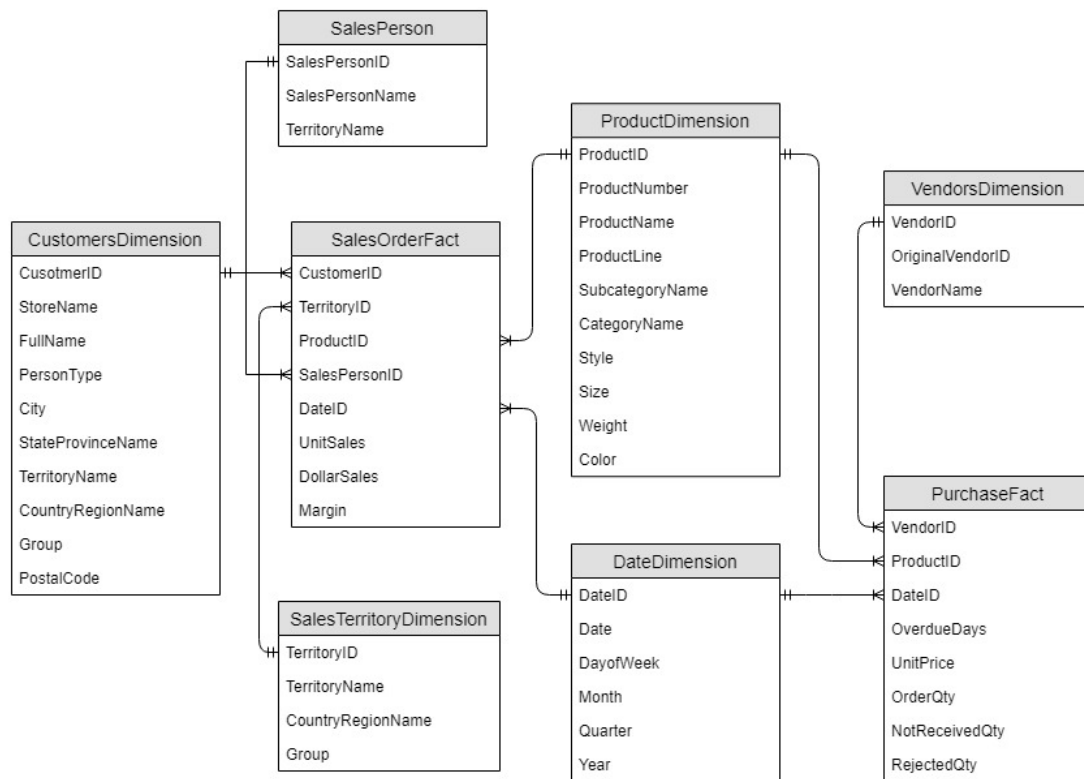 SalesPerson
SalesPersonID
SalesPersonName
TerritoryName
CustomersDimension
CusotmerID
StoreName
FullName
PersonType
City
StateProvinceName
TerritoryName
CountryRegionName
Group
PostalCode
SalesOrderFact
CustomerID
TerritoryID
ProductID
SalesPersonID
DateID
UnitSales
DollarSales
Margin
SalesTerritoryDimension
TerritoryID
TerritoryName
CountryRegionName
Group
ProductDimension
ProductID
ProductNumber
ProductName
ProductLine
SubcategoryName
CategoryName
Style
Size
Weight
Color
DateDimension
DateID
Date
DayofWeek
Month
Quarter
Year
VendorsDimension
VendorID
OriginalVendorID
VendorName
PurchaseFact
VendorID
ProductID
DateID
OverdueDays
UnitPrice
OrderQty
NotReceivedQty
RejectedQty